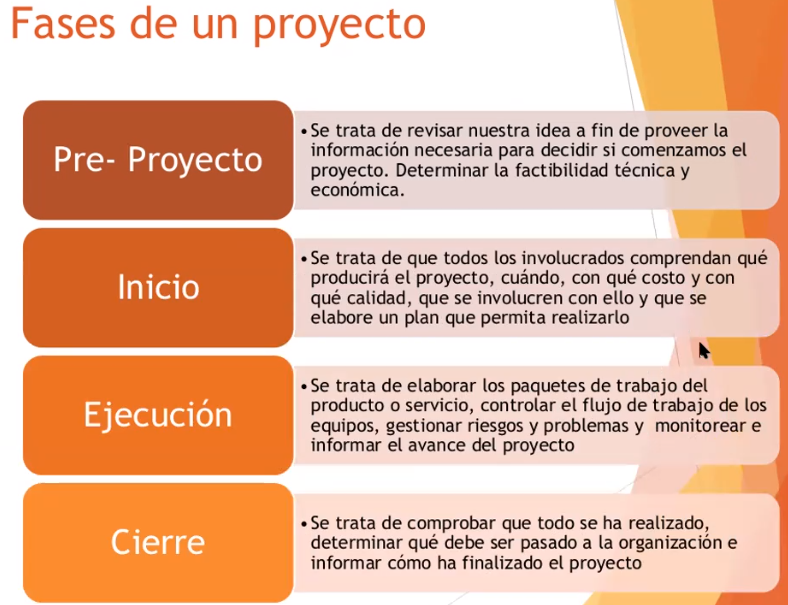 Fases de un proyecto
Pre- Proyecto
•Se trata de revisar nuestra idea a fin de proveer la
información necesaria para decidir si comenzamos el
proyecto. Determinar la factibilidad técnica y
económica.
Inicio
•Se trata de que todos los involucrados comprendan qué
producirá el proyecto, cuándo, con qué costo y con
qué calidad, que se involucren con ello y que se
elabore un plan que permita realizarlo
Ejecución
•Se trata de elaborar los paquetes de trabajo del
producto o servicio, controlar el flujo de trabajo de los
equipos, gestionar riesgos y problemas y monitorear e
informar el avance del proyecto
Cierre
•Se trata de comprobar que todo se ha realizado,
determinar qué debe ser pasado a la organización e
informar cómo ha finalizado el proyecto